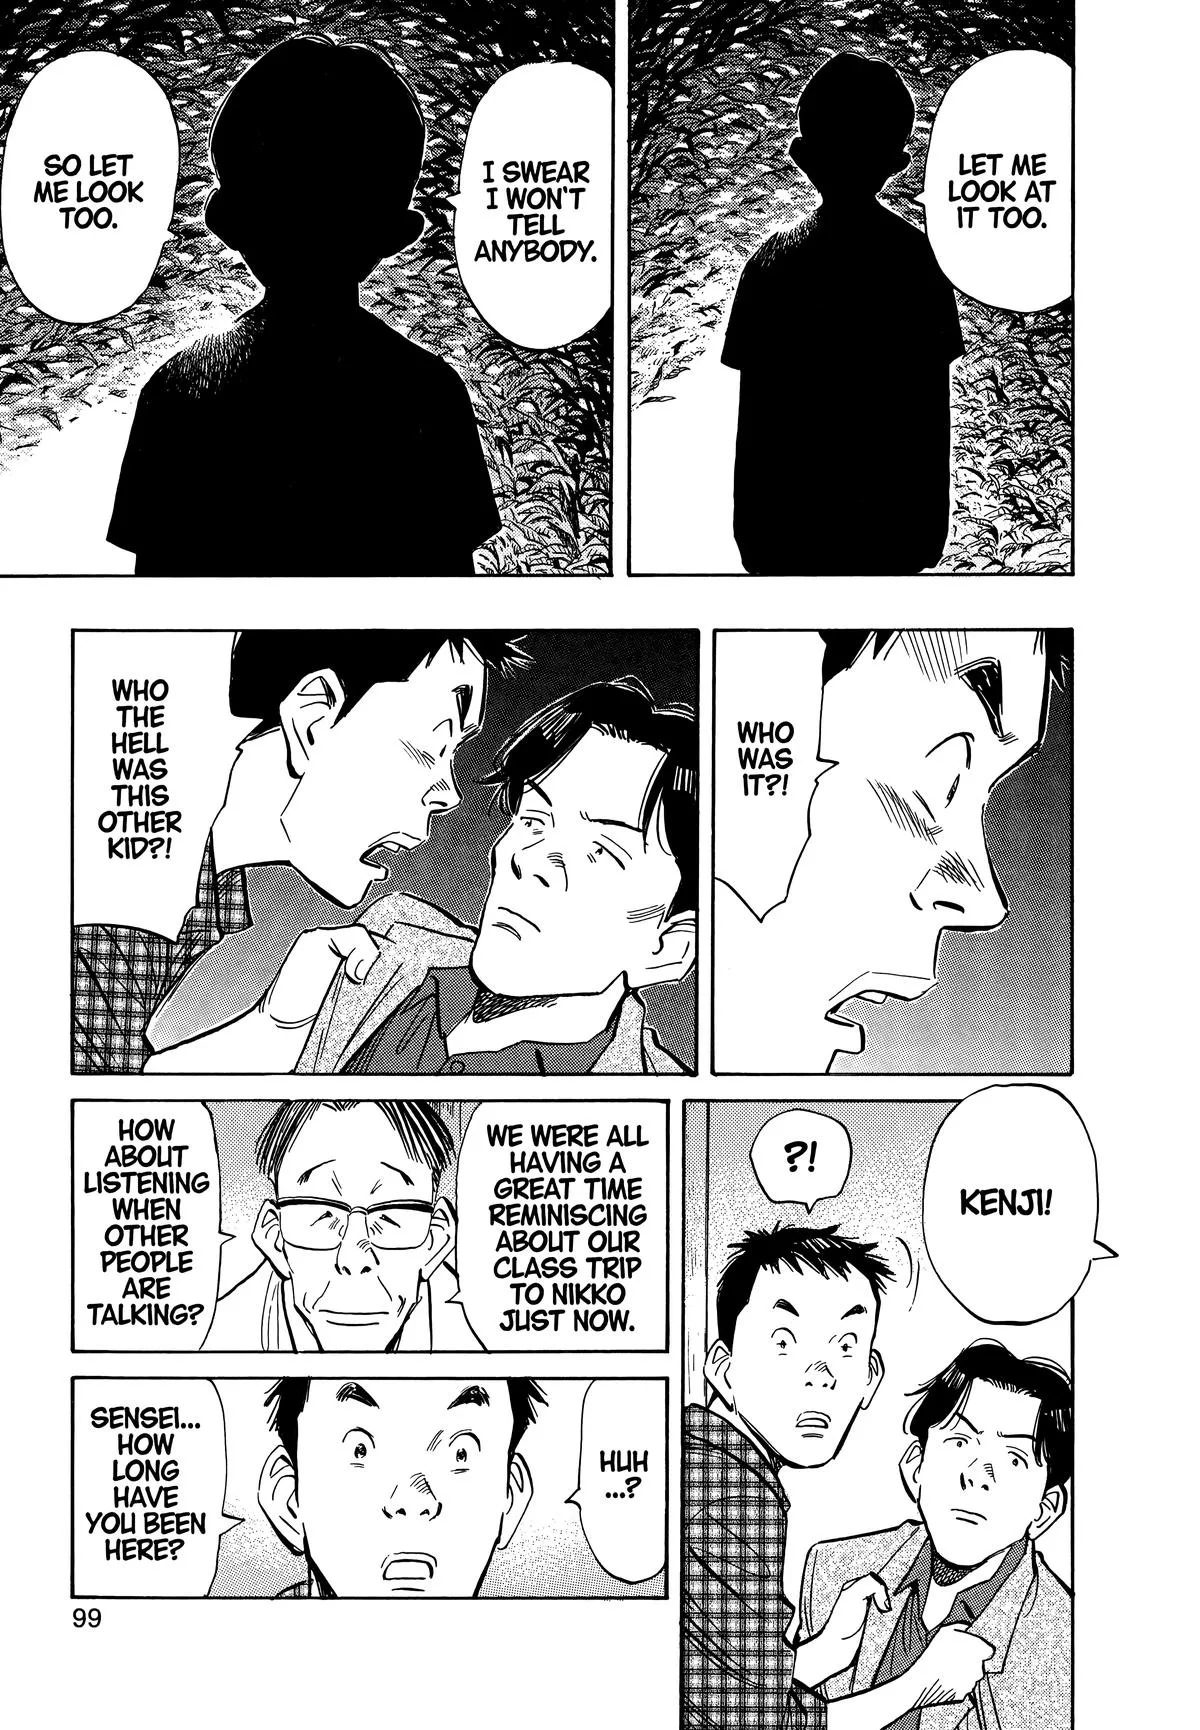 LET ME
LOOK AT
IT TOO.
I SWEAR
I WON'T
TELL
ANYBODY.
SO LET
ME LOOK
TOO.
WHO
WAS
IT?!
WHO
THE
HELL
WAS
THIS
OTHER
KID?!
KENJI!
?!
WE WERE ALL
HAVING A
GREAT TIME
REMINISCING
ABOUT OUR
CLASS TRIP
TO NIKKO
JUST NOW.
HOW
ABOUT
LISTENING
WHEN
OTHER
PEOPLE
ARE
TALKING?
HUH
...?
SENSEI...
HOW
LONG
HAVE
YOU BEEN
HERE?
99